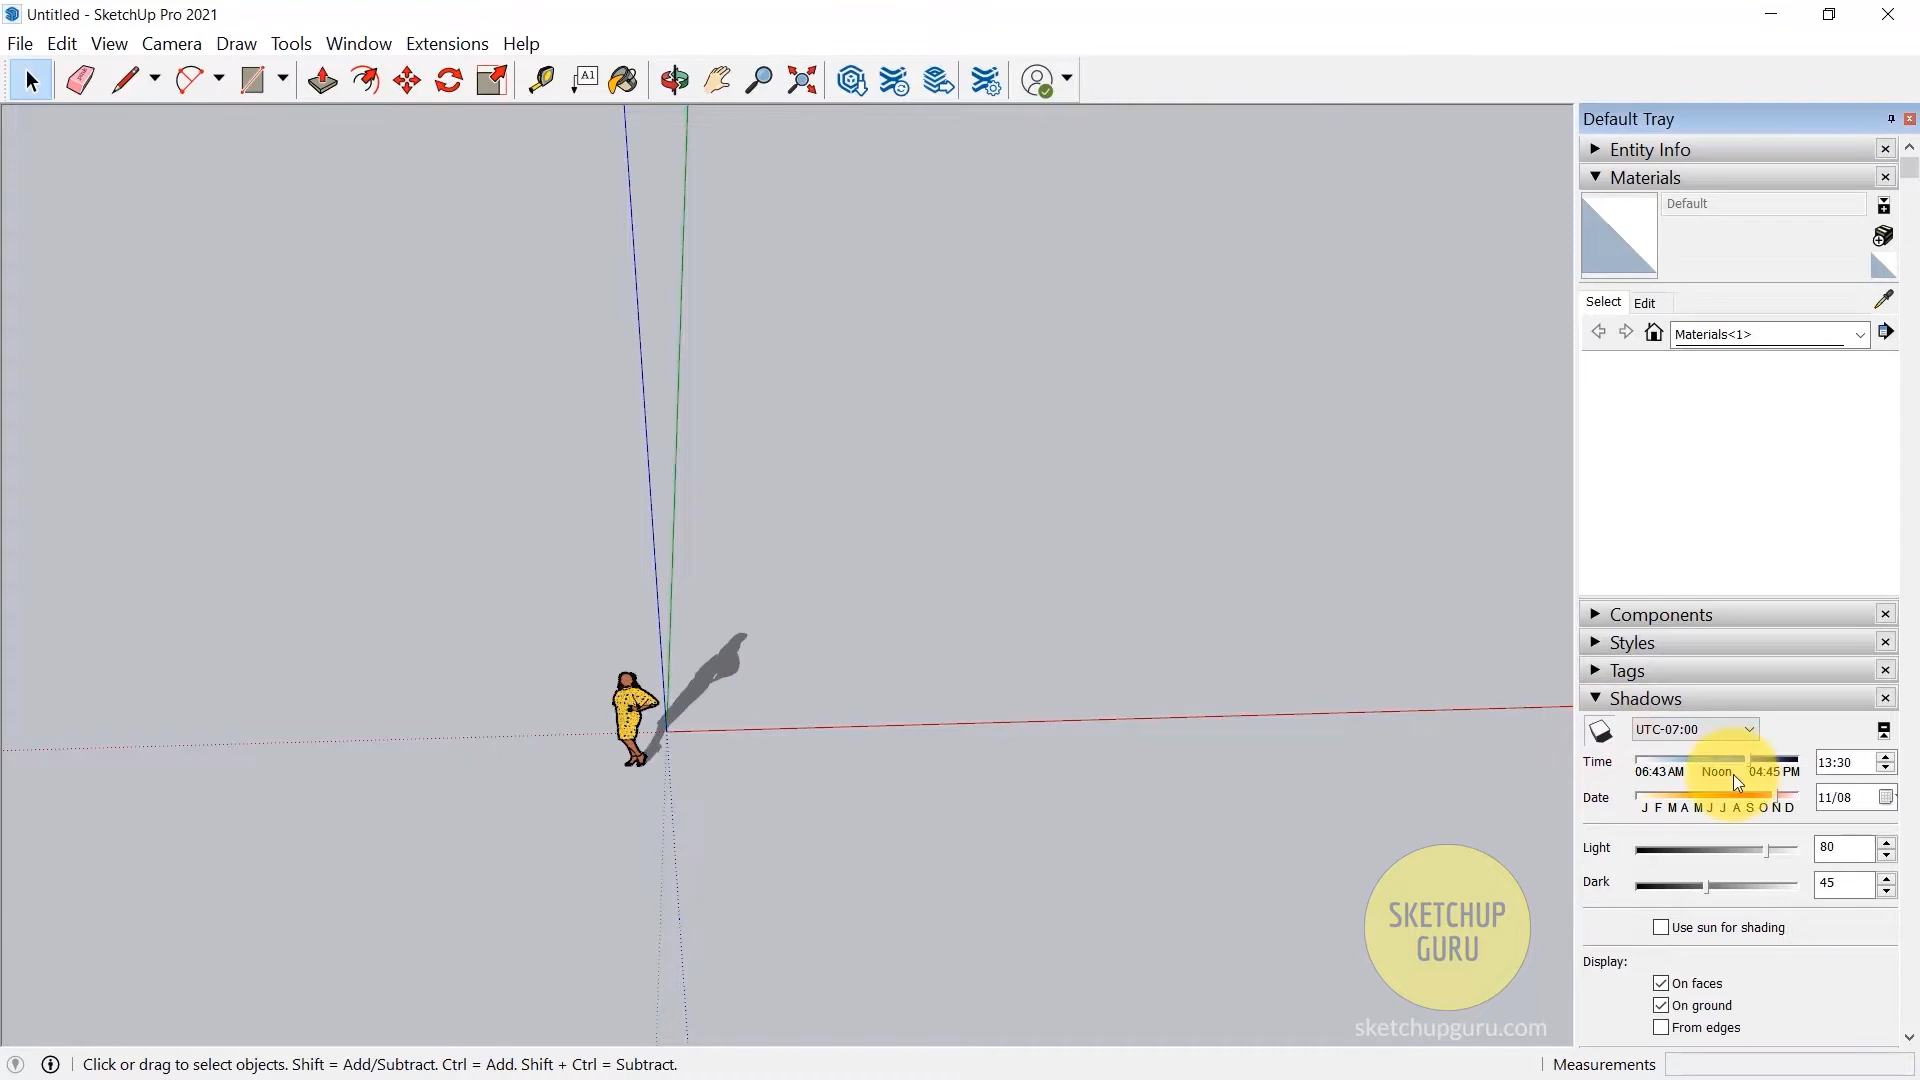 Untitled - SketchUp Pro 2021
File Edit View Camera Draw Tools Window Extensions Help
A1
Default Tray
Entity Info
Materials
Default
Select Edit
Materials<1>
Components
Styles
Tags
Shadows
UTC-07:00
Time 06:43 AM Noon 04:45 PM 13:30
Date J F M A M J J A S O N D 11/08
Light 80
Dark 45
Use sun for shading
Display:
On faces
On ground
From edges
SKETCHUP
GURU
sketchupguru.com
Click or drag to select objects. Shift = Add/Subtract. Ctrl = Add. Shift + Ctrl = Subtract.
Measurements